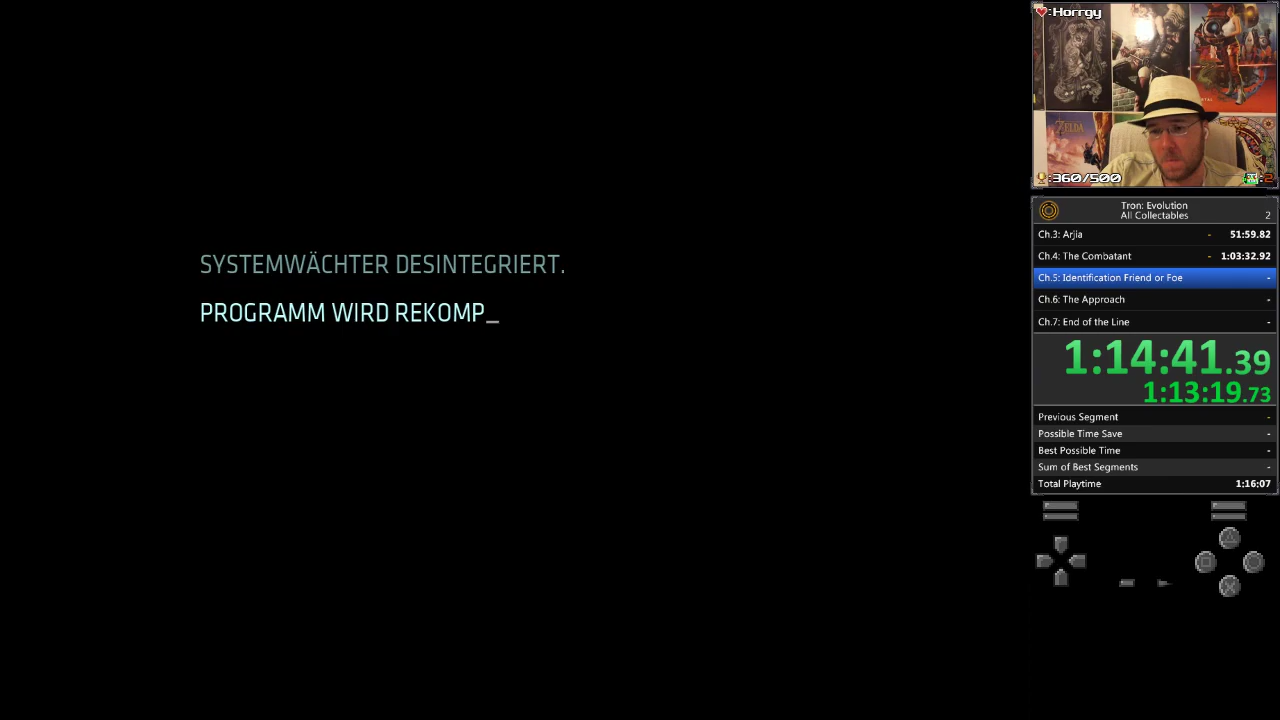 SYSTEMWÄCHTER DESINTEGRIERT.
PROGRAMM WIRD REKOMP_
:Horrgy
ZELDA
:360/500
:2
Tron: Evolution
All Collectables 2
Ch.3: Arjia - 51:59.82
Ch.4: The Combatant - 1:03:32.92
Ch.5: Identification Friend or Foe -
Ch.6: The Approach -
Ch.7: End of the Line -
1:14:41.39
1:13:19.73
Previous Segment -
Possible Time Save -
Best Possible Time -
Sum of Best Segments -
Total Playtime 1:16:07